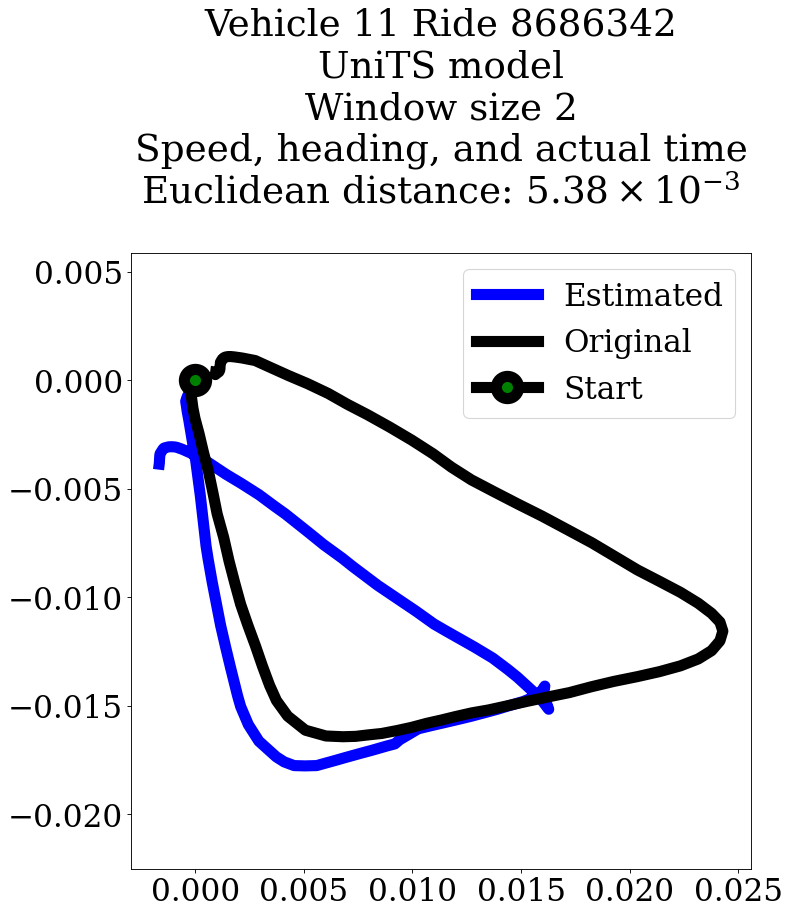 Vehicle 11 Ride 8686342
UniTS model
Window size 2
Speed, heading, and actual time
Euclidean distance: 5.38 × 10⁻³
Estimated
Original
Start
0.005
0.000
−0.005
−0.010
−0.015
−0.020
0.000 0.005 0.010 0.015 0.020 0.025